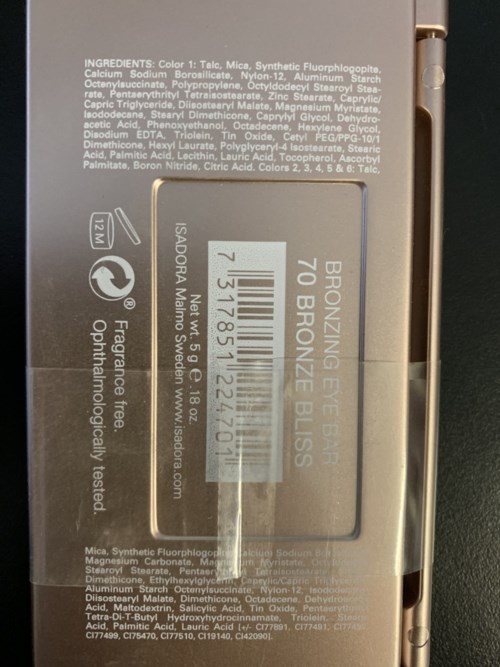 INGREDIENTS: Color 1: Talc, Mica, Synthetic Fluorphlogopite,
Calcium Sodium Borosilicate, Nylon-12, Aluminum Starch
Octenylsuccinate, Polypropylene, Octyldodecyl Stearoyl Stea-
rate, Pentaerythrityl Tetraisostearate, Zinc Stearate, Caprylic/
Capric Triglyceride, Diisostearyl Malate, Magnesium Myristate,
Isododecane, Stearyl Dimethicone, Caprylyl Glycol, Dehydro-
acetic Acid, Phenoxyethanol, Octadecene, Hexylene Glycol,
Disodium EDTA, Triolein, Tin Oxide, Cetyl PEG/PPG-10/1
Dimethicone, Hexyl Laurate, Polyglyceryl-4 Isostearate, Stearic
Acid, Palmitic Acid, Lecithin, Lauric Acid, Tocopherol, Ascorbyl
Palmitate, Boron Nitride, Citric Acid. Colors 2, 3, 4, 5 & 6: Talc,
BRONZING EYE BAR
70 BRONZE BLISS
7 317851 224701
Net wt. 5 g e .18 oz.
ISADORA Malmo Sweden www.isadora.com
12 M
®
Fragrance free.
Ophthalmologically tested.
Mica, Synthetic Fluorphlogopite, Calcium Sodium
Magnesium Carbonate, Magnesium Myristate,
Stearoyl Stearate,
Dimethicone, Ethylhexylglycerin, Caprylic/Capric
Aluminum Starch Octenylsuccinate, Nylon-12,
Diisostearyl Malate, Dimethicone, Octadecene,
Acid, Maltodextrin, Salicylic Acid, Tin Oxide,
Tetra-Di-T-Butyl Hydroxyhydrocinnamate, Triolein,
Acid, Palmitic Acid, Lauric Acid [+/- CI77891, CI77491,
CI77499, CI75470, CI77510, CI19140, CI42090].